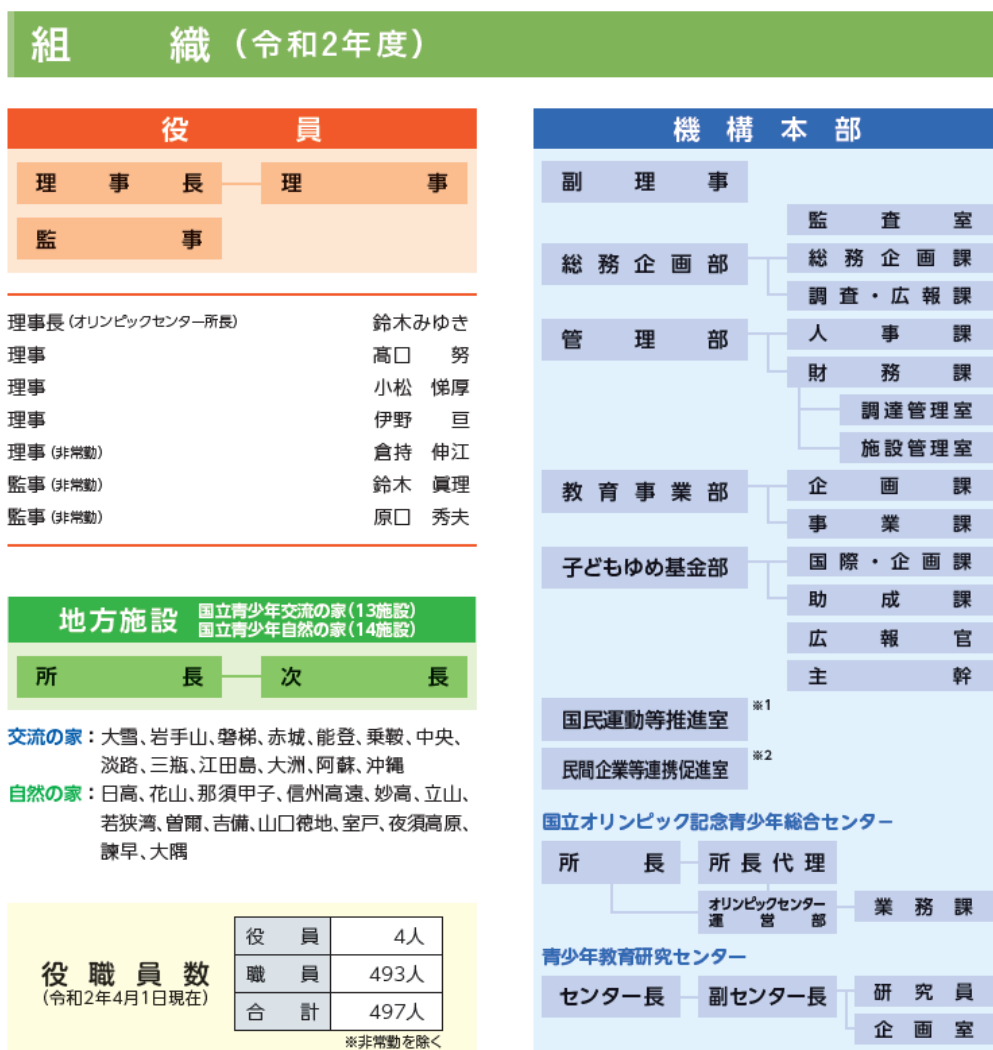 組織（令和2年度）
役員
理事長 理事
監事
理事長（オリンピックセンター所長） 鈴木みゆき
理事 髙口 努
理事 小松 悌厚
理事 伊野 亘
理事（非常勤） 倉持 伸江
監事（非常勤） 鈴木 眞理
監事（非常勤） 原口 秀夫
地方施設 国立青少年交流の家（13施設）
国立青少年自然の家（14施設）
所長 次長
交流の家：大雪、岩手山、磐梯、赤城、能登、乗鞍、中央、
淡路、三瓶、江田島、大洲、阿蘇、沖縄
自然の家：日高、花山、那須甲子、信州高遠、妙高、立山、
若狭湾、曽爾、吉備、山口徳地、室戸、夜須高原、
諫早、大隅
役職員数
（令和2年4月1日現在）
役員 4人
職員 493人
合計 497人
※非常勤を除く
機構本部
副理事
監査室
総務企画部 総務企画課
調査・広報課
管理部 人事課
財務課
調達管理室
施設管理室
教育事業部 企画課
事業課
子どもゆめ基金部 国際・企画課
助成課
広報官
主幹
国民運動等推進室 ※1
民間企業等連携促進室 ※2
国立オリンピック記念青少年総合センター
所長 所長代理
オリンピックセンター
運営部 業務課
青少年教育研究センター
センター長 副センター長 研究員
企画室